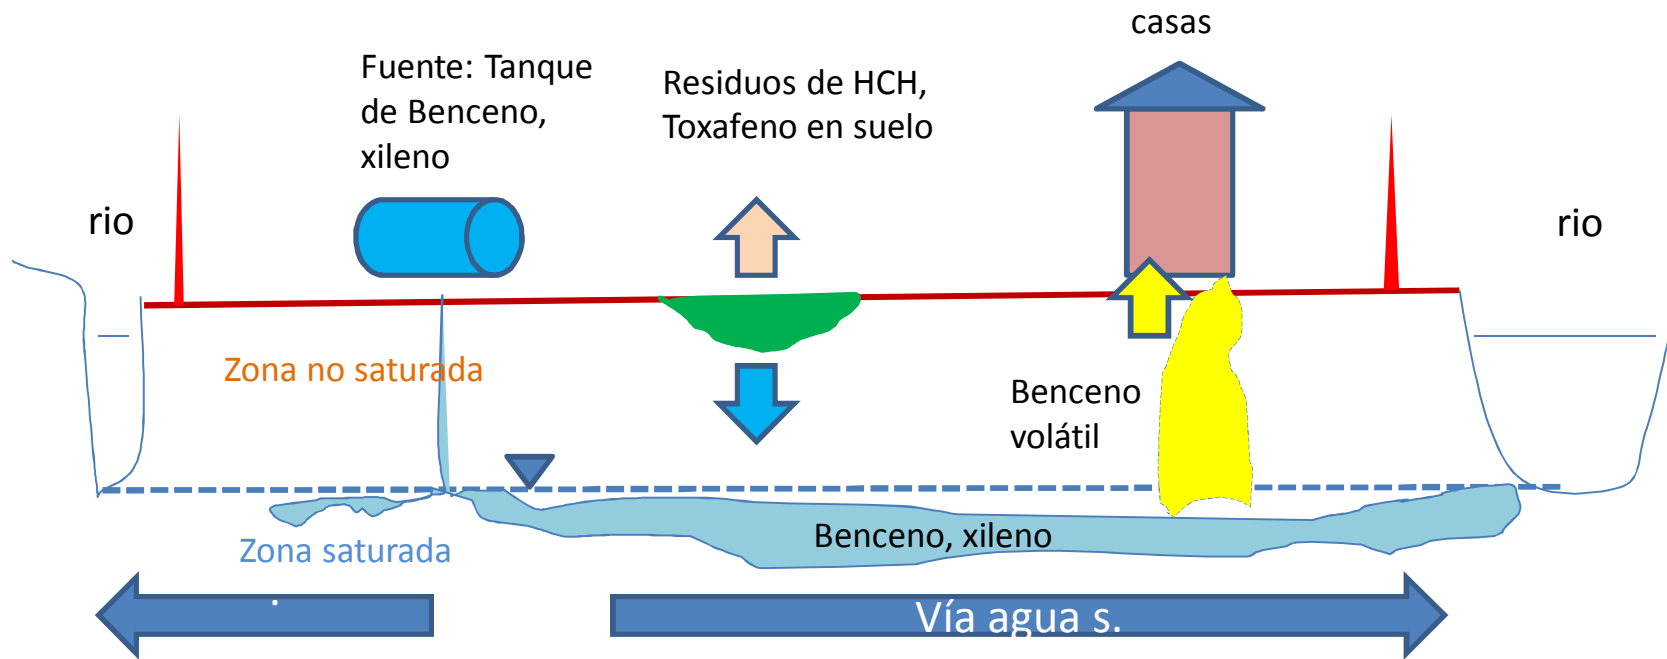 casas
Fuente: Tanque
de Benceno,
xileno
Residuos de HCH,
Toxafeno en suelo
rio
rio
Zona no saturada
Benceno
volátil
Benceno, xileno
Zona saturada
.
Vía agua s.